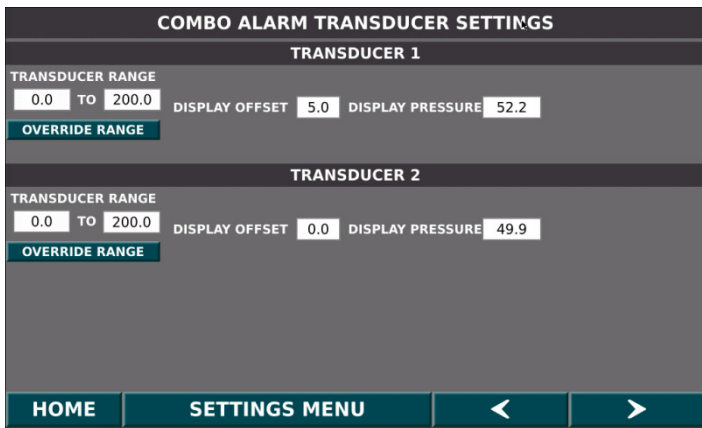 COMBO ALARM TRANSDUCER SETTINGS
TRANSDUCER 1
TRANSDUCER RANGE
0.0 TO 200.0 DISPLAY OFFSET 5.0 DISPLAY PRESSURE 52.2
OVERRIDE RANGE
TRANSDUCER 2
TRANSDUCER RANGE
0.0 TO 200.0 DISPLAY OFFSET 0.0 DISPLAY PRESSURE 49.9
OVERRIDE RANGE
HOME SETTINGS MENU < >